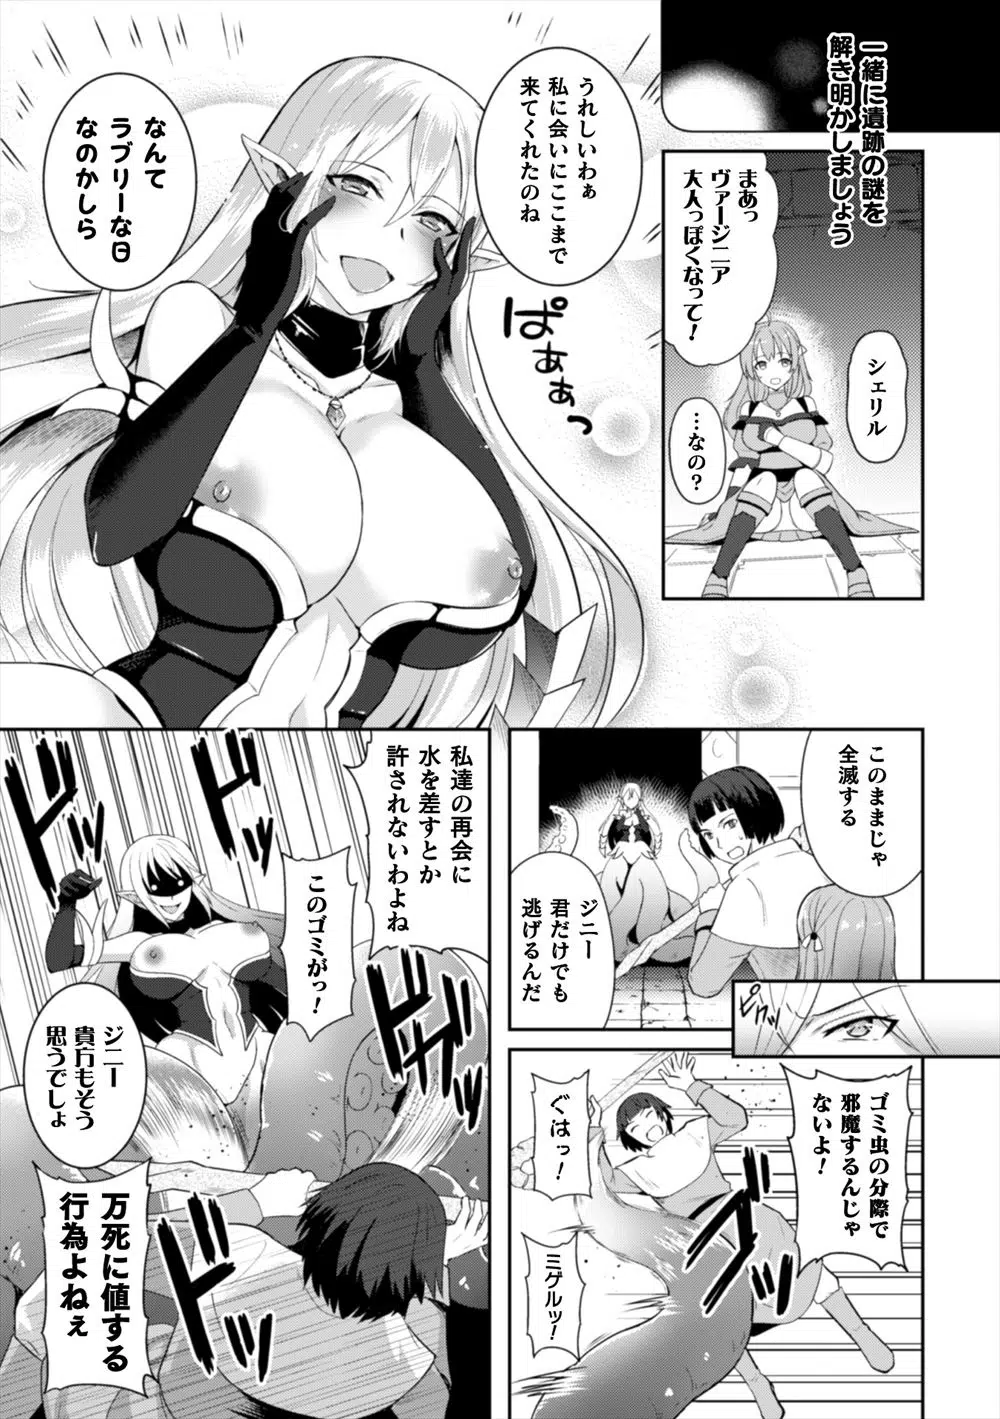 一緒に遺跡の謎を
解き明かしましょう
シェリル
…なの？
まあっ
ヴァージニア
大人っぽくなって！
うれしいわぁ
私に会いにここまで
来てくれたのね
ぱあぁっ
なんて
ラブリーな日
なのかしら
このままじゃ
全滅する
ジニー
君だけでも
逃げるんだ
ピクッ
ゴミ虫の分際で
邪魔するんじゃ
ないよ！
ぐはっ！
ミゲルッ！
ズドッ
私達の再会に
水を差すとか
許されないわよね
このゴミがっ！
ドドドドド
ジニー
貴方もそう
思うでしょ
万死に値する
行為よねぇ